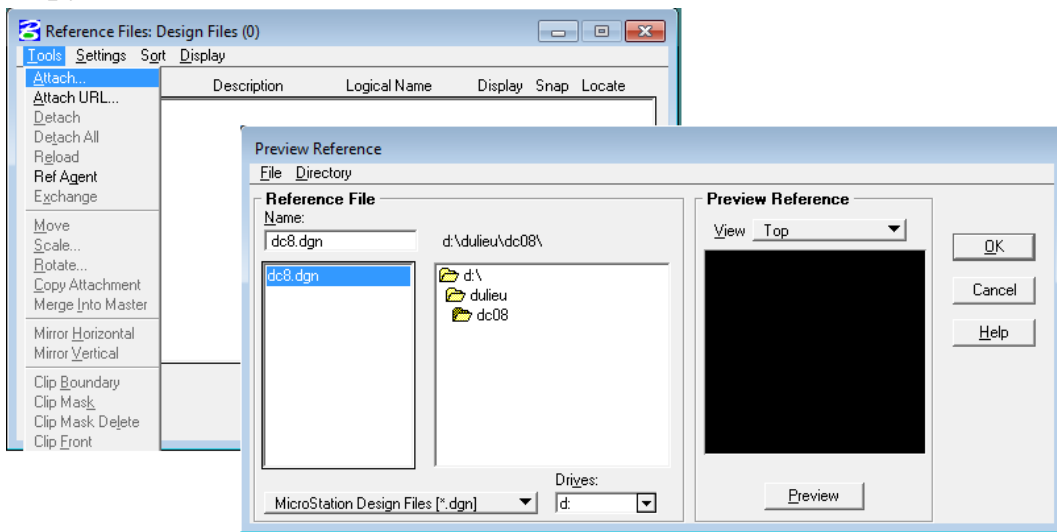 Reference Files: Design Files (0)
Tools Settings Sort Display
Description Logical Name Display Snap Locate
Attach...
Attach URL...
Detach
Detach All
Reload
Ref Agent
Exchange
Move
Scale...
Rotate...
Copy Attachment
Merge Into Master
Mirror Horizontal
Mirror Vertical
Clip Boundary
Clip Mask
Clip Mask Delete
Clip Front
Preview Reference
File Directory
Reference File
Name:
dc8.dgn
d:\dulieu\dc08\
dc8.dgn
d:\
dulieu
dc08
MicroStation Design Files [*.dgn]
Drives:
d:
Preview Reference
View Top
Preview
OK
Cancel
Help